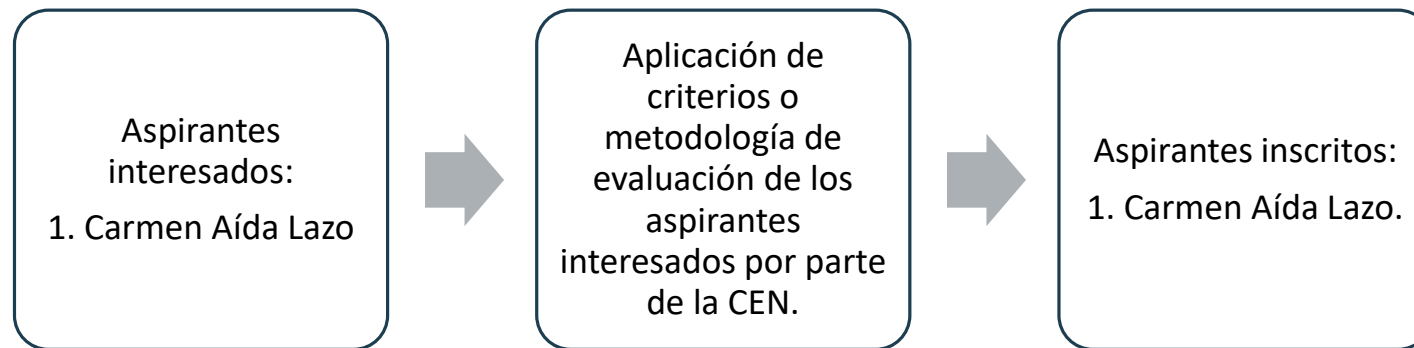 Aspirantes
interesados:
1. Carmen Aída Lazo
Aplicación de
criterios o
metodología de
evaluación de los
aspirantes
interesados por parte
de la CEN.
Aspirantes inscritos:
1. Carmen Aída Lazo.